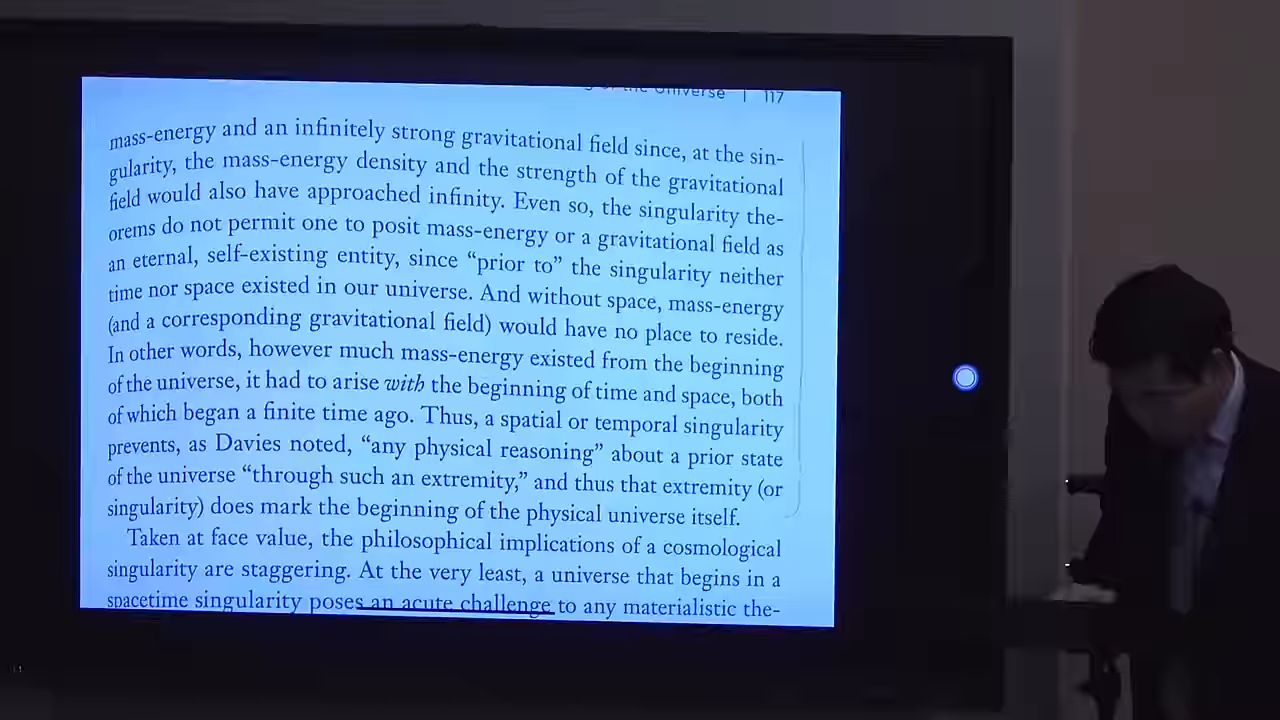 of the Universe | 117
mass-energy and an infinitely strong gravitational field since, at the sin-
gularity, the mass-energy density and the strength of the gravitational
field would also have approached infinity. Even so, the singularity the-
orems do not permit one to posit mass-energy or a gravitational field as
an eternal, self-existing entity, since “prior to” the singularity neither
time nor space existed in our universe. And without space, mass-energy
(and a corresponding gravitational field) would have no place to reside.
In other words, however much mass-energy existed from the beginning
of the universe, it had to arise with the beginning of time and space, both
of which began a finite time ago. Thus, a spatial or temporal singularity
prevents, as Davies noted, “any physical reasoning” about a prior state
of the universe “through such an extremity,” and thus that extremity (or
singularity) does mark the beginning of the physical universe itself.
Taken at face value, the philosophical implications of a cosmological
singularity are staggering. At the very least, a universe that begins in a
spacetime singularity poses an acute challenge to any materialistic the-